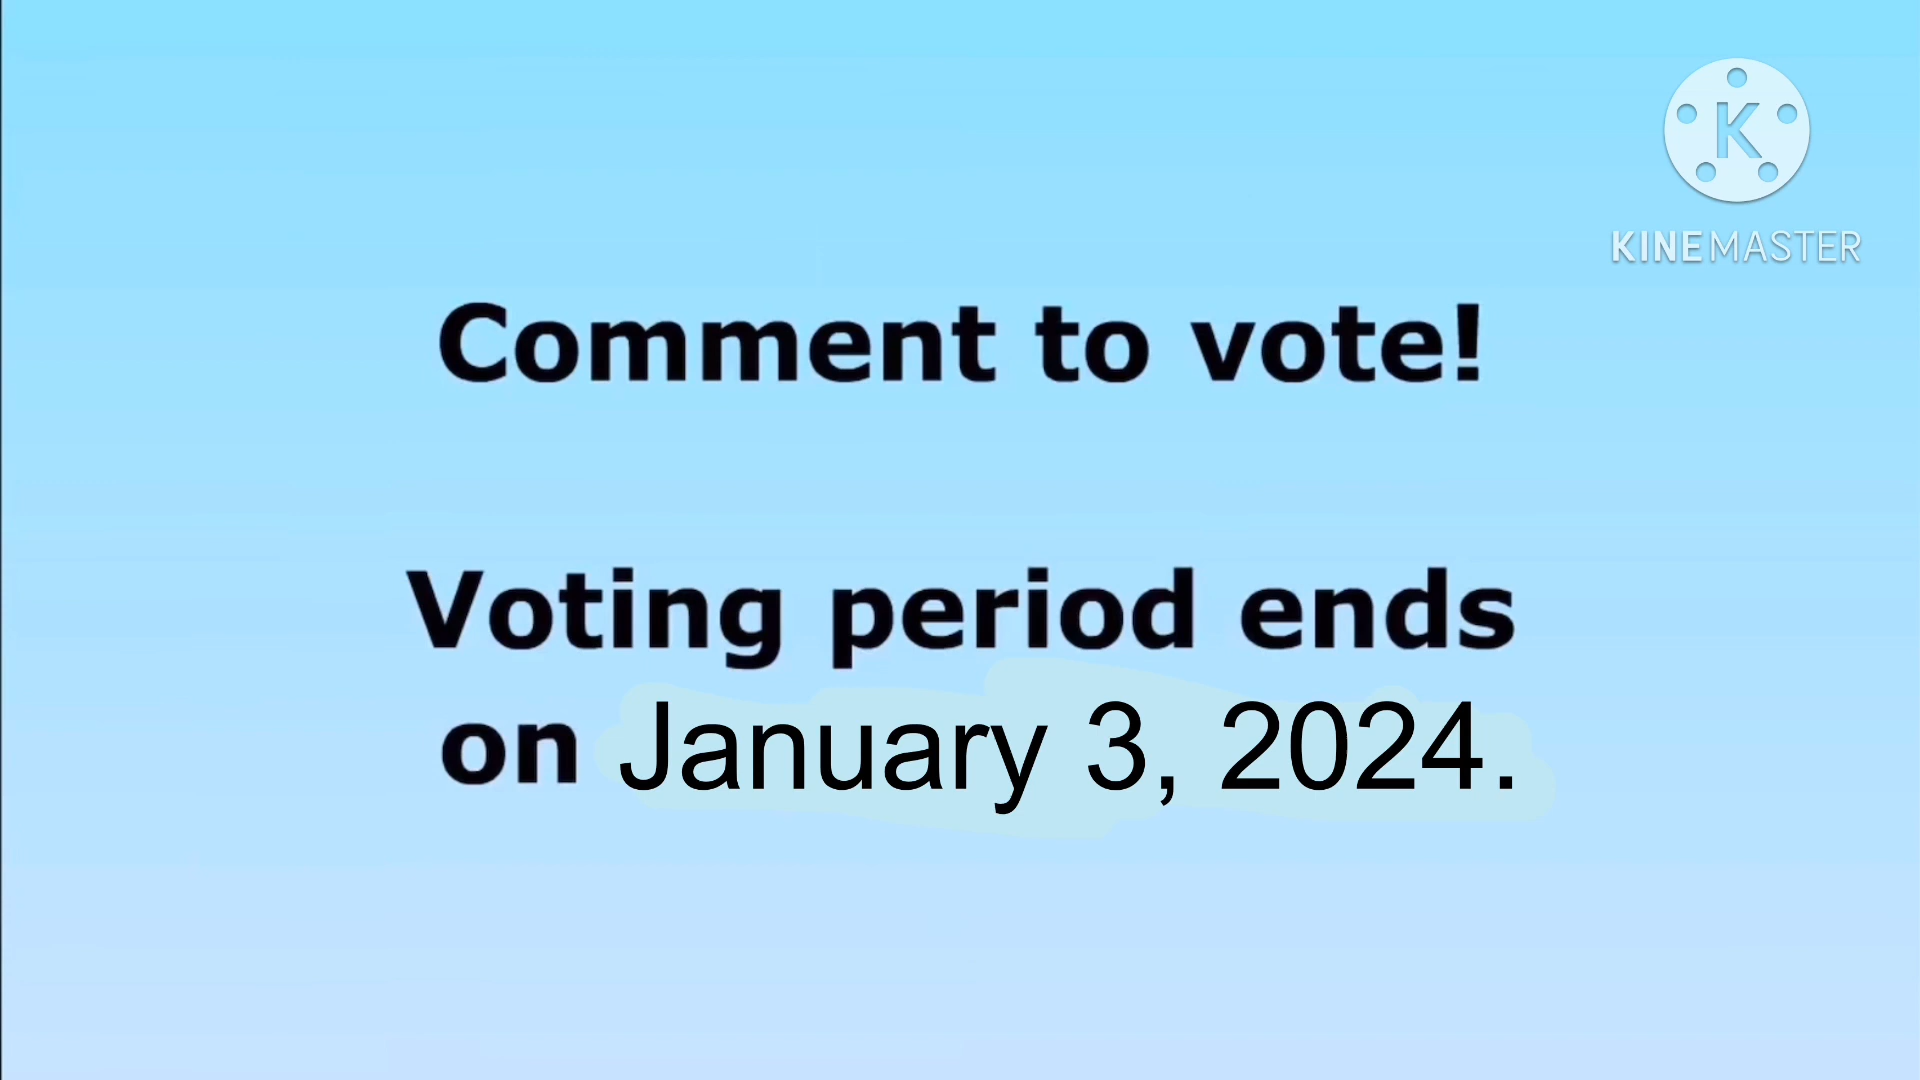 K
KINEMASTER
Comment to vote!
Voting period ends
on January 3, 2024.